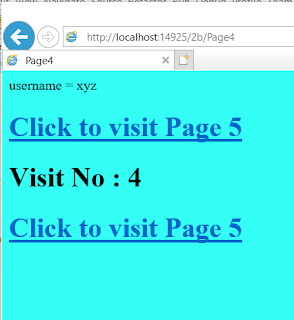 http://localhost:14925/2b/Page4
Page4
username = xyz
Click to visit Page 5
Visit No : 4
Click to visit Page 5